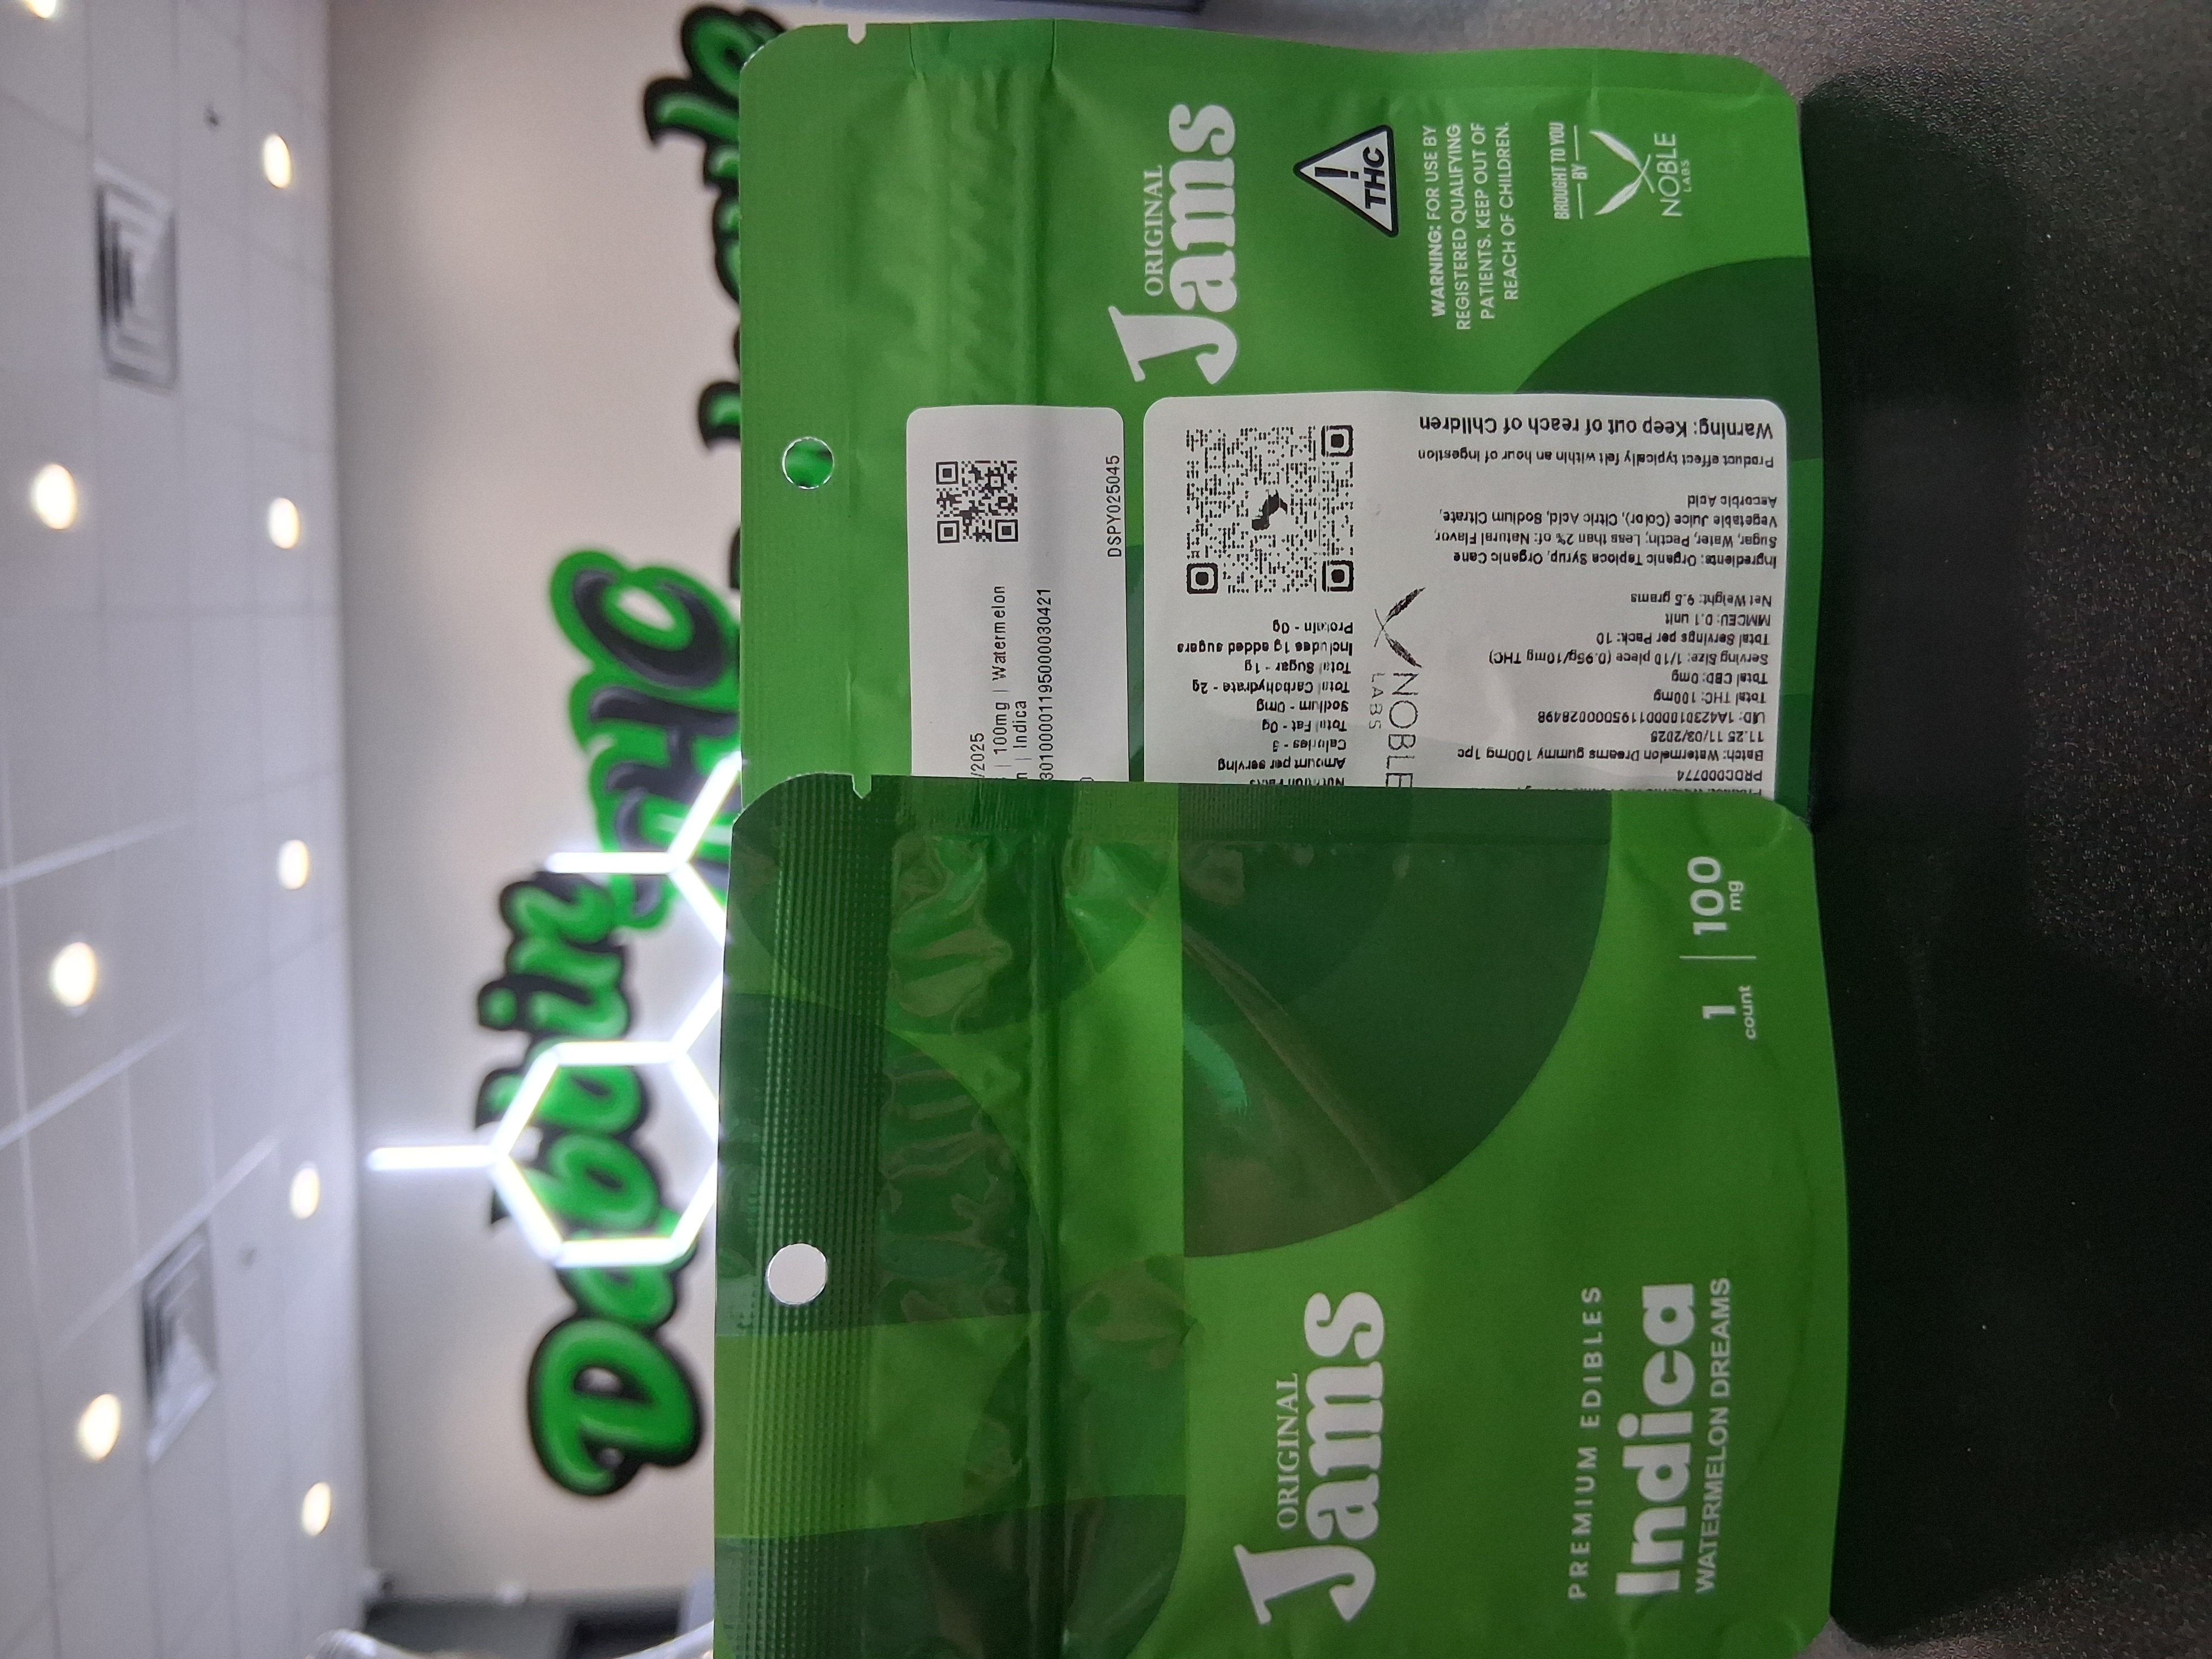 Dabbin
THC
ORIGINAL
Jams
PREMIUM EDIBLES
Indica
WATERMELON DREAMS
1 count | 100 mg
/2025
| 100mg | Watermelon
| Indica
3010000119500003042​1
DSPY025045
ORIGINAL
Jams
THC
WARNING: FOR USE BY
REGISTERED QUALIFYING
PATIENTS. KEEP OUT OF
REACH OF CHILDREN.
BROUGHT TO YOU
BY
NOBLE
LABS
Amount per serving
Calories - 3
Total Fat - 0g
Sodium - 0mg
Total Carbohydrate - 2g
Total Sugar - 1g
Includes 1g added sugars
Protein - 0g
NOBLE
LABS
PRDC000774
Batch: Watermelon Dreams gummy 100mg 1pc
11.25 11/03/2025
UID: 1A4230100001195000028498
Total THC: 100mg
Total CBD: 0mg
Serving Size: 1/10 piece (0.95g/10mg THC)
Total Servings per Pack: 10
MMCEU: 0.1 unit
Net Weight: 9.5 grams
Ingredients: Organic Tapioca Syrup, Organic Cane
Sugar, Water, Pectin; Less than 2% of: Natural Flavor,
Vegetable Juice (Color), Citric Acid, Sodium Citrate,
Ascorbic Acid
Product effect typically felt within an hour of ingestion
Warning: Keep out of reach of Children